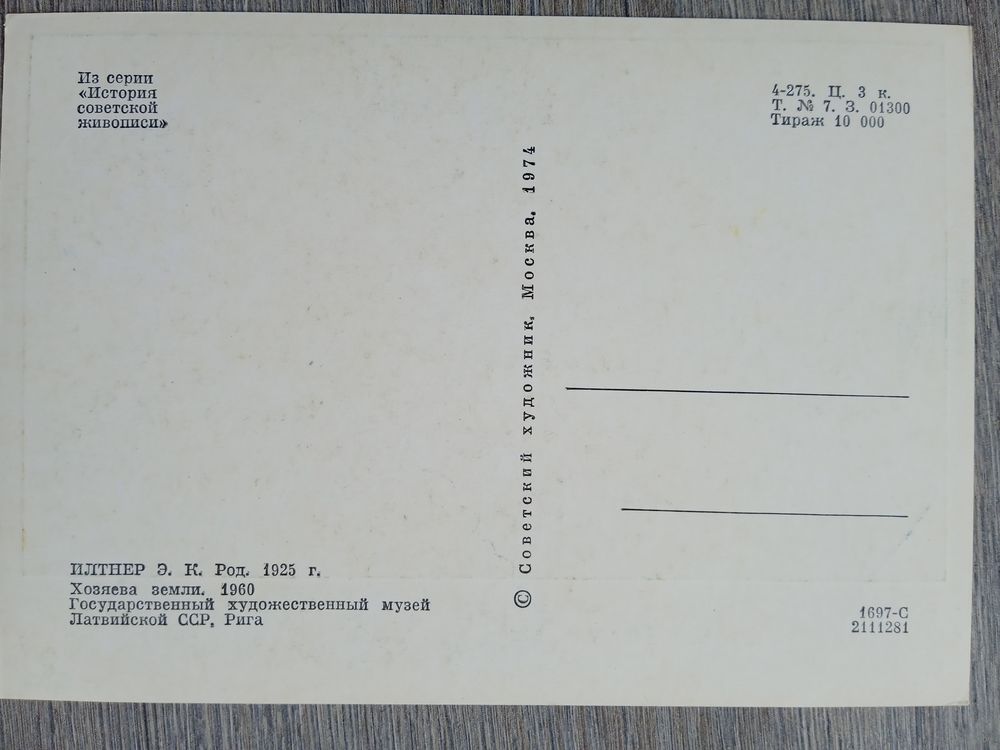 Из серии
«История
советской
живописи»
4-275. Ц. 3 к.
Т. № 7. З. 01300
Тираж 10 000
© Советский художник. Москва. 1974
ИЛТНЕР Э. К. Род. 1925 г.
Хозяева земли. 1960
Государственный художественный музей
Латвийской ССР. Рига
1697-С
2111281